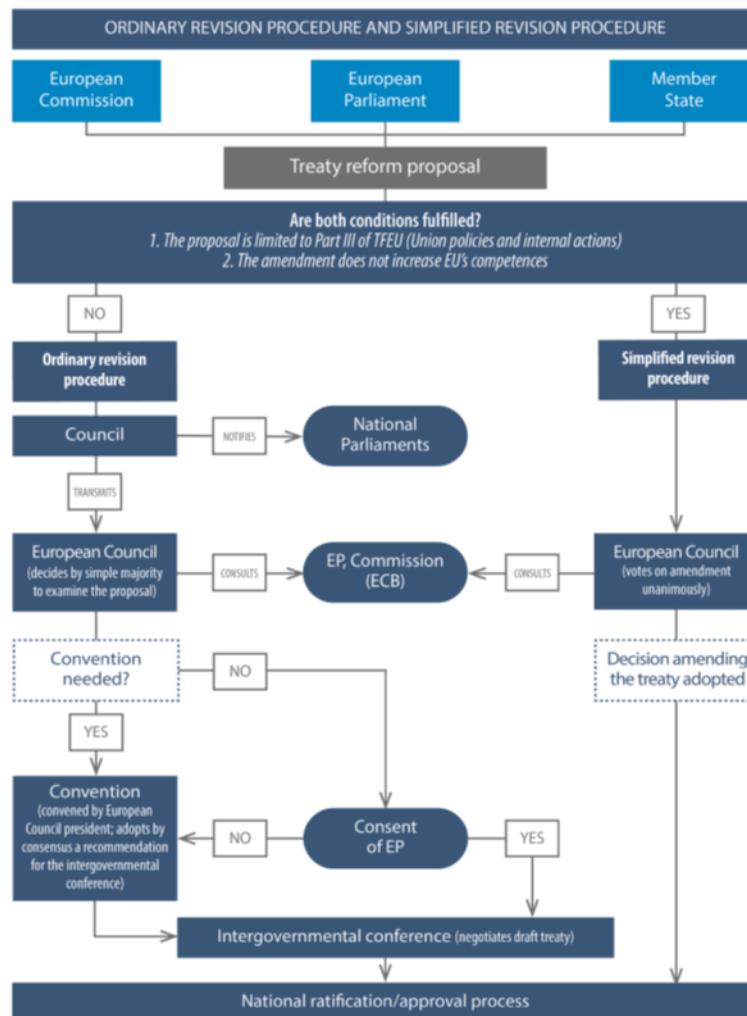 ORDINARY REVISION PROCEDURE AND SIMPLIFIED REVISION PROCEDURE
European
Commission
European
Parliament
Member
State
Treaty reform proposal
Are both conditions fulfilled?
1. The proposal is limited to Part III of TFEU (Union policies and internal actions)
2. The amendment does not increase EU's competences
NO
YES
Ordinary revision
procedure
Simplified revision
procedure
Council
NOTIFIES
National
Parliaments
TRANSMITS
European Council
(decides by simple majority
to examine the proposal)
CONSULTS
EP, Commission
(ECB)
CONSULTS
European Council
(votes on amendment
unanimously)
Convention
needed?
NO
Decision amending
the treaty adopted
YES
Convention
(convened by European
Council president; adopts by
consensus a recommendation
for the intergovernmental
conference)
NO
Consent
of EP
YES
Intergovernmental conference (negotiates draft treaty)
National ratification/approval process